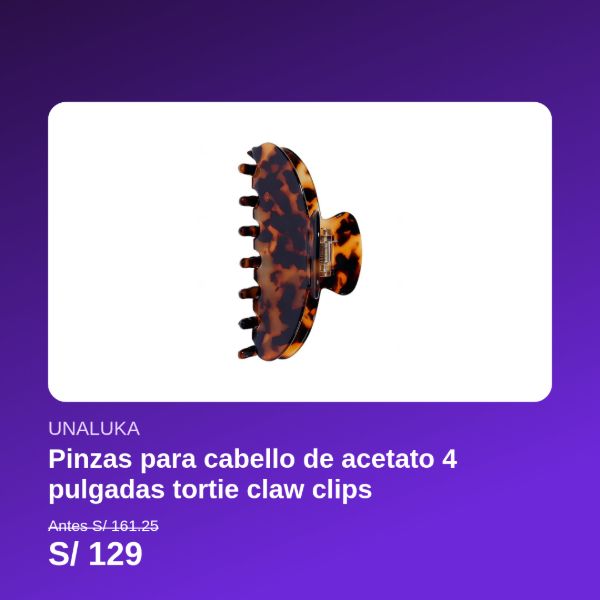 UNALUKA
Pinzas para cabello de acetato 4
pulgadas tortie claw clips
Antes S/ 161.25
S/ 129